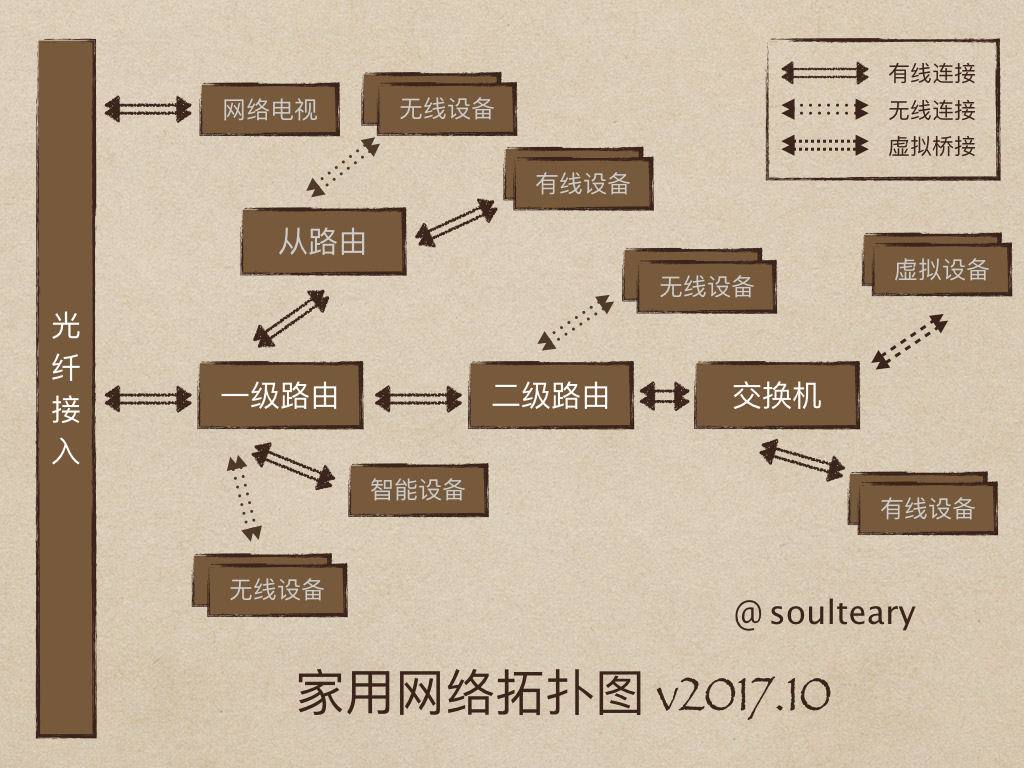 有线连接
无线连接
虚拟桥接
网络电视
无线设备
有线设备
从路由
无线设备
虚拟设备
光纤接入
一级路由
二级路由
交换机
智能设备
有线设备
无线设备
@ soulteary
家用网络拓扑图 v2017.10